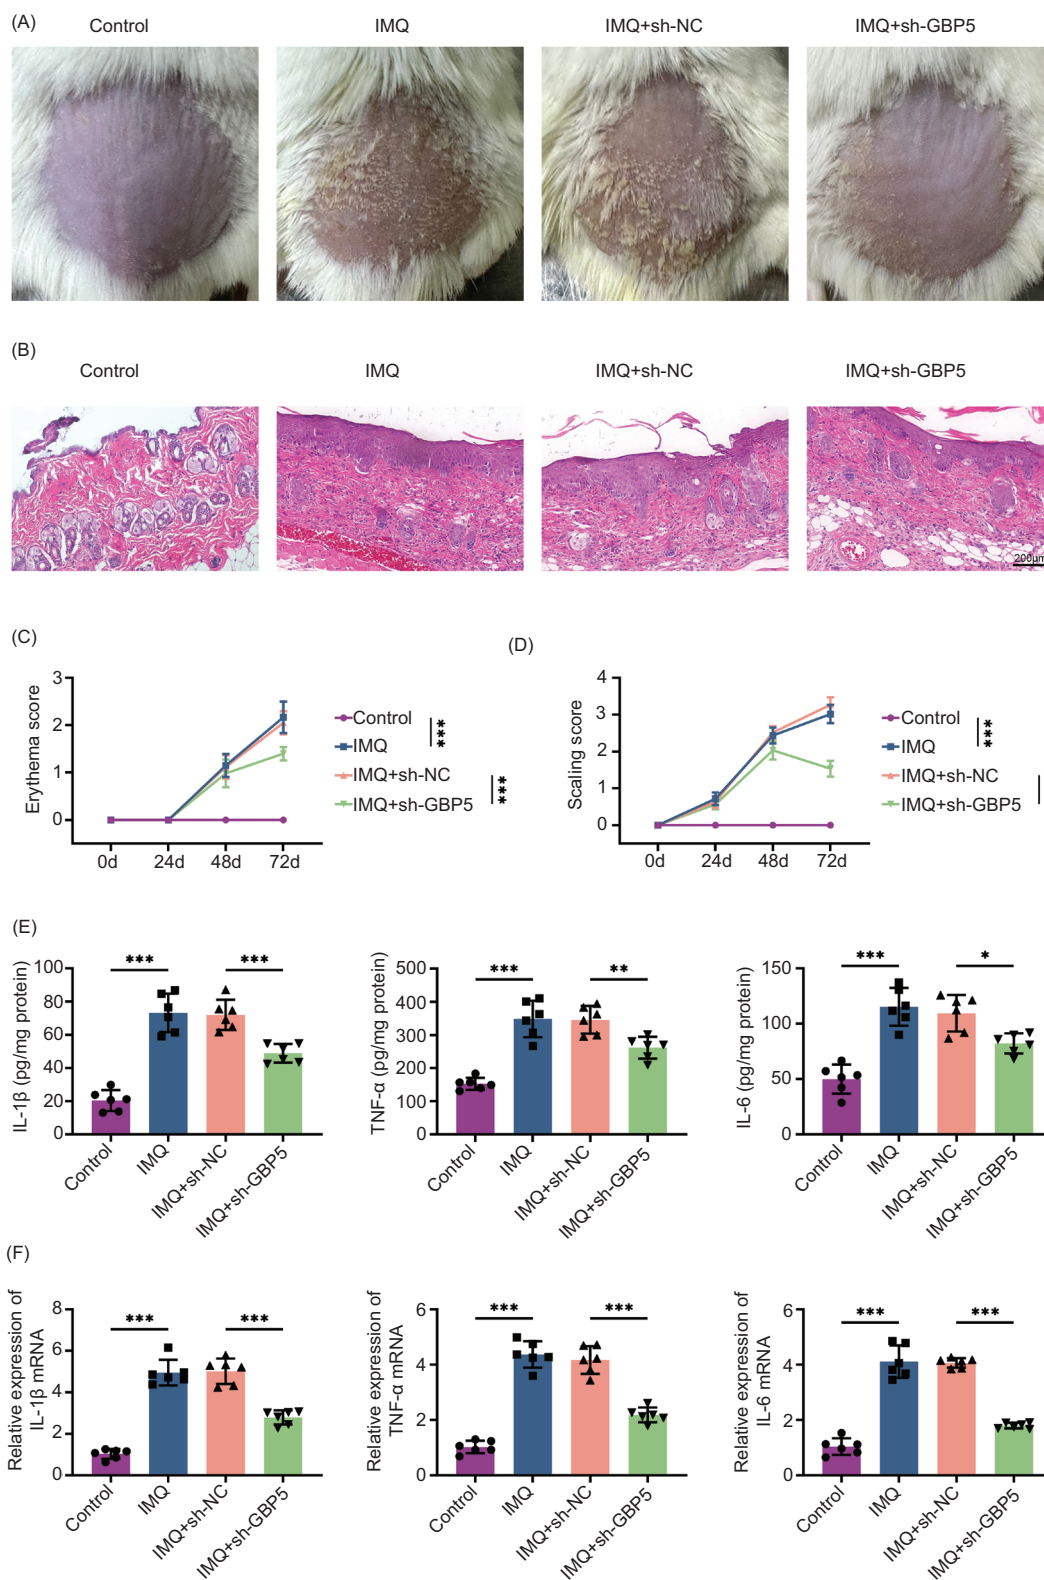 (A)
Control IMQ IMQ+sh-NC IMQ+sh-GBP5
(B)
Control IMQ IMQ+sh-NC IMQ+sh-GBP5
200μm
(C)
Erythema score
3
2
1
0
0d 24d 48d 72d
Control
IMQ
IMQ+sh-NC
IMQ+sh-GBP5
***
***
(D)
Scaling score
4
3
2
1
0
0d 24d 48d 72d
Control
IMQ
IMQ+sh-NC
IMQ+sh-GBP5
***
(E)
IL-1β (pg/mg protein)
100
80
60
40
20
0
*** ***
Control IMQ IMQ+sh-NC IMQ+sh-GBP5
TNF-α (pg/mg protein)
500
400
300
200
100
0
*** **
Control IMQ IMQ+sh-NC IMQ+sh-GBP5
IL-6 (pg/mg protein)
150
100
50
0
*** *
Control IMQ IMQ+sh-NC IMQ+sh-GBP5
(F)
Relative expression of
IL-1β mRNA
8
6
4
2
0
*** ***
Control IMQ IMQ+sh-NC IMQ+sh-GBP5
Relative expression of
TNF-α mRNA
6
4
2
0
*** ***
Control IMQ IMQ+sh-NC IMQ+sh-GBP5
Relative expression of
IL-6 mRNA
6
4
2
0
*** ***
Control IMQ IMQ+sh-NC IMQ+sh-GBP5